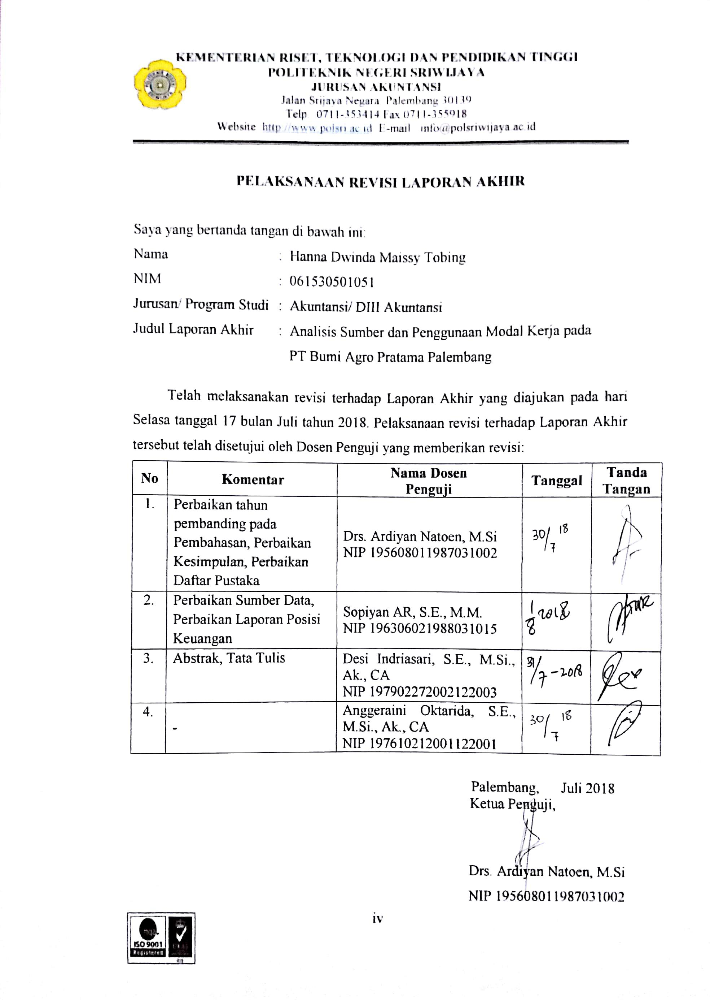 KEMENTERIAN RISET, TEKNOLOGI DAN PENDIDIKAN TINGGI
POLITEKNIK NEGERI SRIWIJAYA
JURUSAN AKUNTANSI
Jalan Srijaya Negara Palembang 30139
Telp 0711-353414 Fax 0711-355918
Website http://www.polsri.ac.id E-mail info@polsriwijaya.ac.id
PELAKSANAAN REVISI LAPORAN AKHIR
Saya yang bertanda tangan di bawah ini:
Nama : Hanna Dwinda Maissy Tobing
NIM : 061530501051
Jurusan/ Program Studi : Akuntansi/ DIII Akuntansi
Judul Laporan Akhir : Analisis Sumber dan Penggunaan Modal Kerja pada
PT Bumi Agro Pratama Palembang
Telah melaksanakan revisi terhadap Laporan Akhir yang diajukan pada hari
Selasa tanggal 17 bulan Juli tahun 2018. Pelaksanaan revisi terhadap Laporan Akhir
tersebut telah disetujui oleh Dosen Penguji yang memberikan revisi:
No Komentar Nama Dosen Penguji Tanggal Tanda Tangan
1. Perbaikan tahun
pembanding pada
Pembahasan, Perbaikan
Kesimpulan, Perbaikan
Daftar Pustaka
Drs. Ardiyan Natoen, M.Si
NIP 195608011987031002
30/7 18
2. Perbaikan Sumber Data,
Perbaikan Laporan Posisi
Keuangan
Sopiyan AR, S.E., M.M.
NIP 196306021988031015
1/8 2018
3. Abstrak, Tata Tulis
Desi Indriasari, S.E., M.Si.,
Ak., CA
NIP 197902272002122003
31/7-2018
4. -
Anggeraini Oktarida, S.E.,
M.Si., Ak., CA
NIP 197610212001122001
30/7 18
Palembang, Juli 2018
Ketua Penguji,
Drs. Ardiyan Natoen, M.Si
NIP 195608011987031002
iv
nqa
ISO 9001
Registered